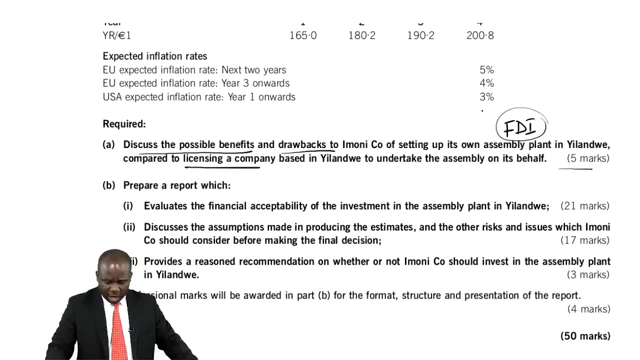 Year 1 2 3 4
YR/€1 165·0 180·2 190·2 200·8
Expected inflation rates
EU expected inflation rate: Next two years 5%
EU expected inflation rate: Year 3 onwards 4%
USA expected inflation rate: Year 1 onwards 3%
FDI
Required:
(a) Discuss the possible benefits and drawbacks to Imoni Co of setting up its own assembly plant in Yilandwe,
compared to licensing a company based in Yilandwe to undertake the assembly on its behalf. (5 marks)
(b) Prepare a report which:
(i) Evaluates the financial acceptability of the investment in the assembly plant in Yilandwe; (21 marks)
(ii) Discusses the assumptions made in producing the estimates, and the other risks and issues which Imoni
Co should consider before making the final decision; (17 marks)
ii) Provides a reasoned recommendation on whether or not Imoni Co should invest in the assembly plant
in Yilandwe. (3 marks)
sional marks will be awarded in part (b) for the format, structure and presentation of the report.
(4 marks)
(50 marks)